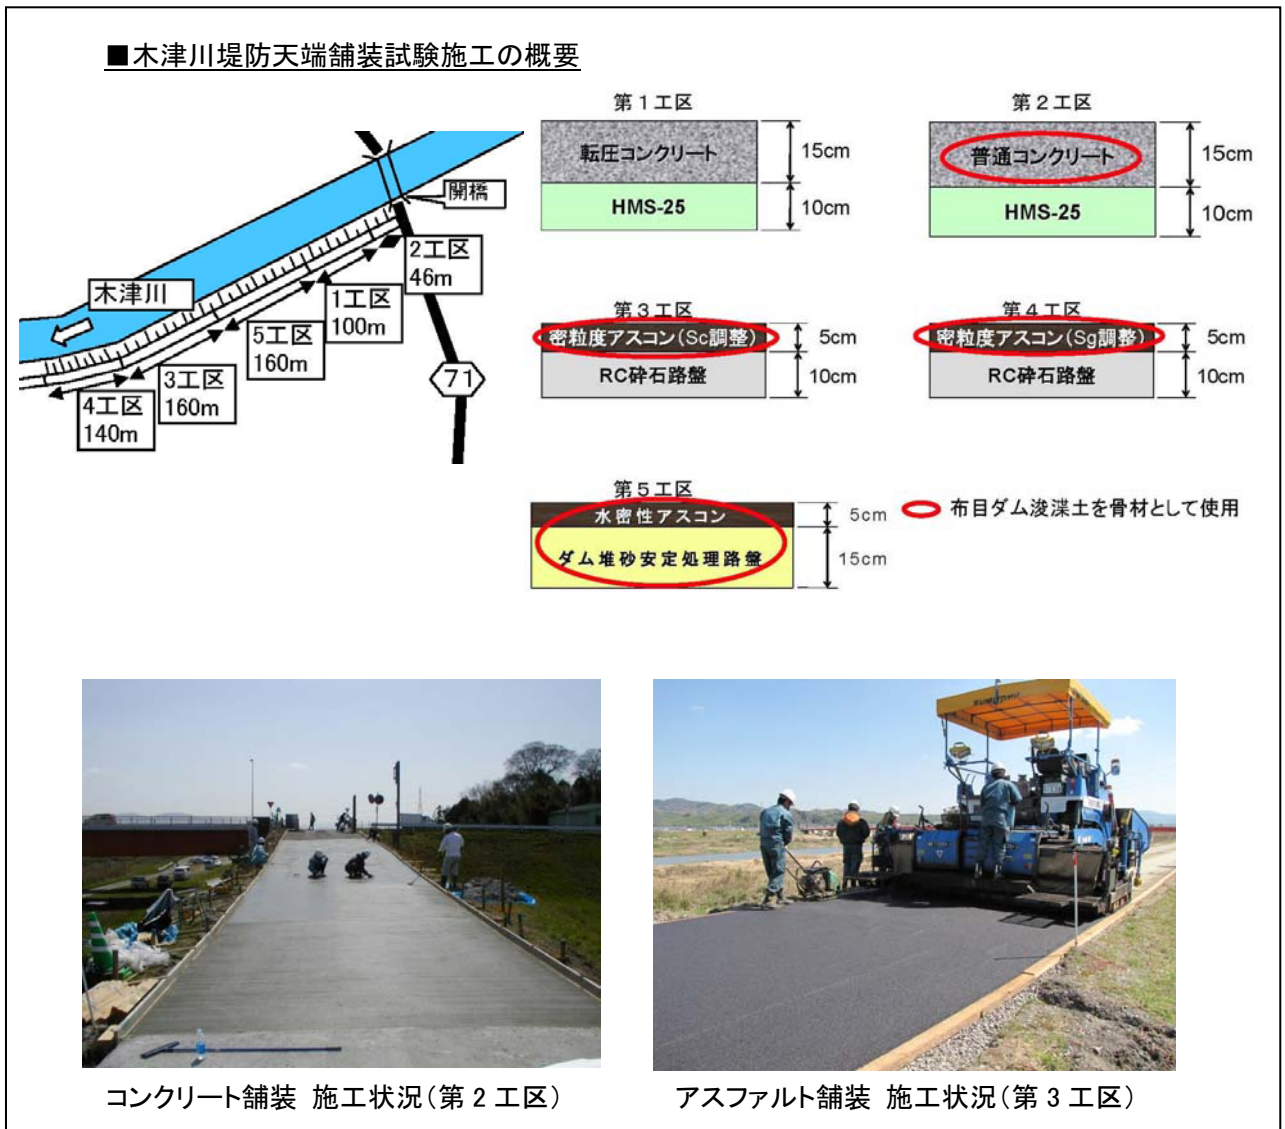 ■木津川堤防天端舗装試験施工の概要
開橋
木津川
2工区
46m
1工区
100m
5工区
160m
3工区
160m
4工区
140m
71
第1工区
転圧コンクリート
15cm
HMS-25
10cm
第2工区
普通コンクリート
15cm
HMS-25
10cm
第3工区
密粒度アスコン(Sc調整)
5cm
RC砕石路盤
10cm
第4工区
密粒度アスコン(Sg調整)
5cm
RC砕石路盤
10cm
第5工区
水密性アスコン
5cm
ダム堆砂安定処理路盤
15cm
布目ダム浚渫土を骨材として使用
コンクリート舗装 施工状況(第2工区)
アスファルト舗装 施工状況(第3工区)